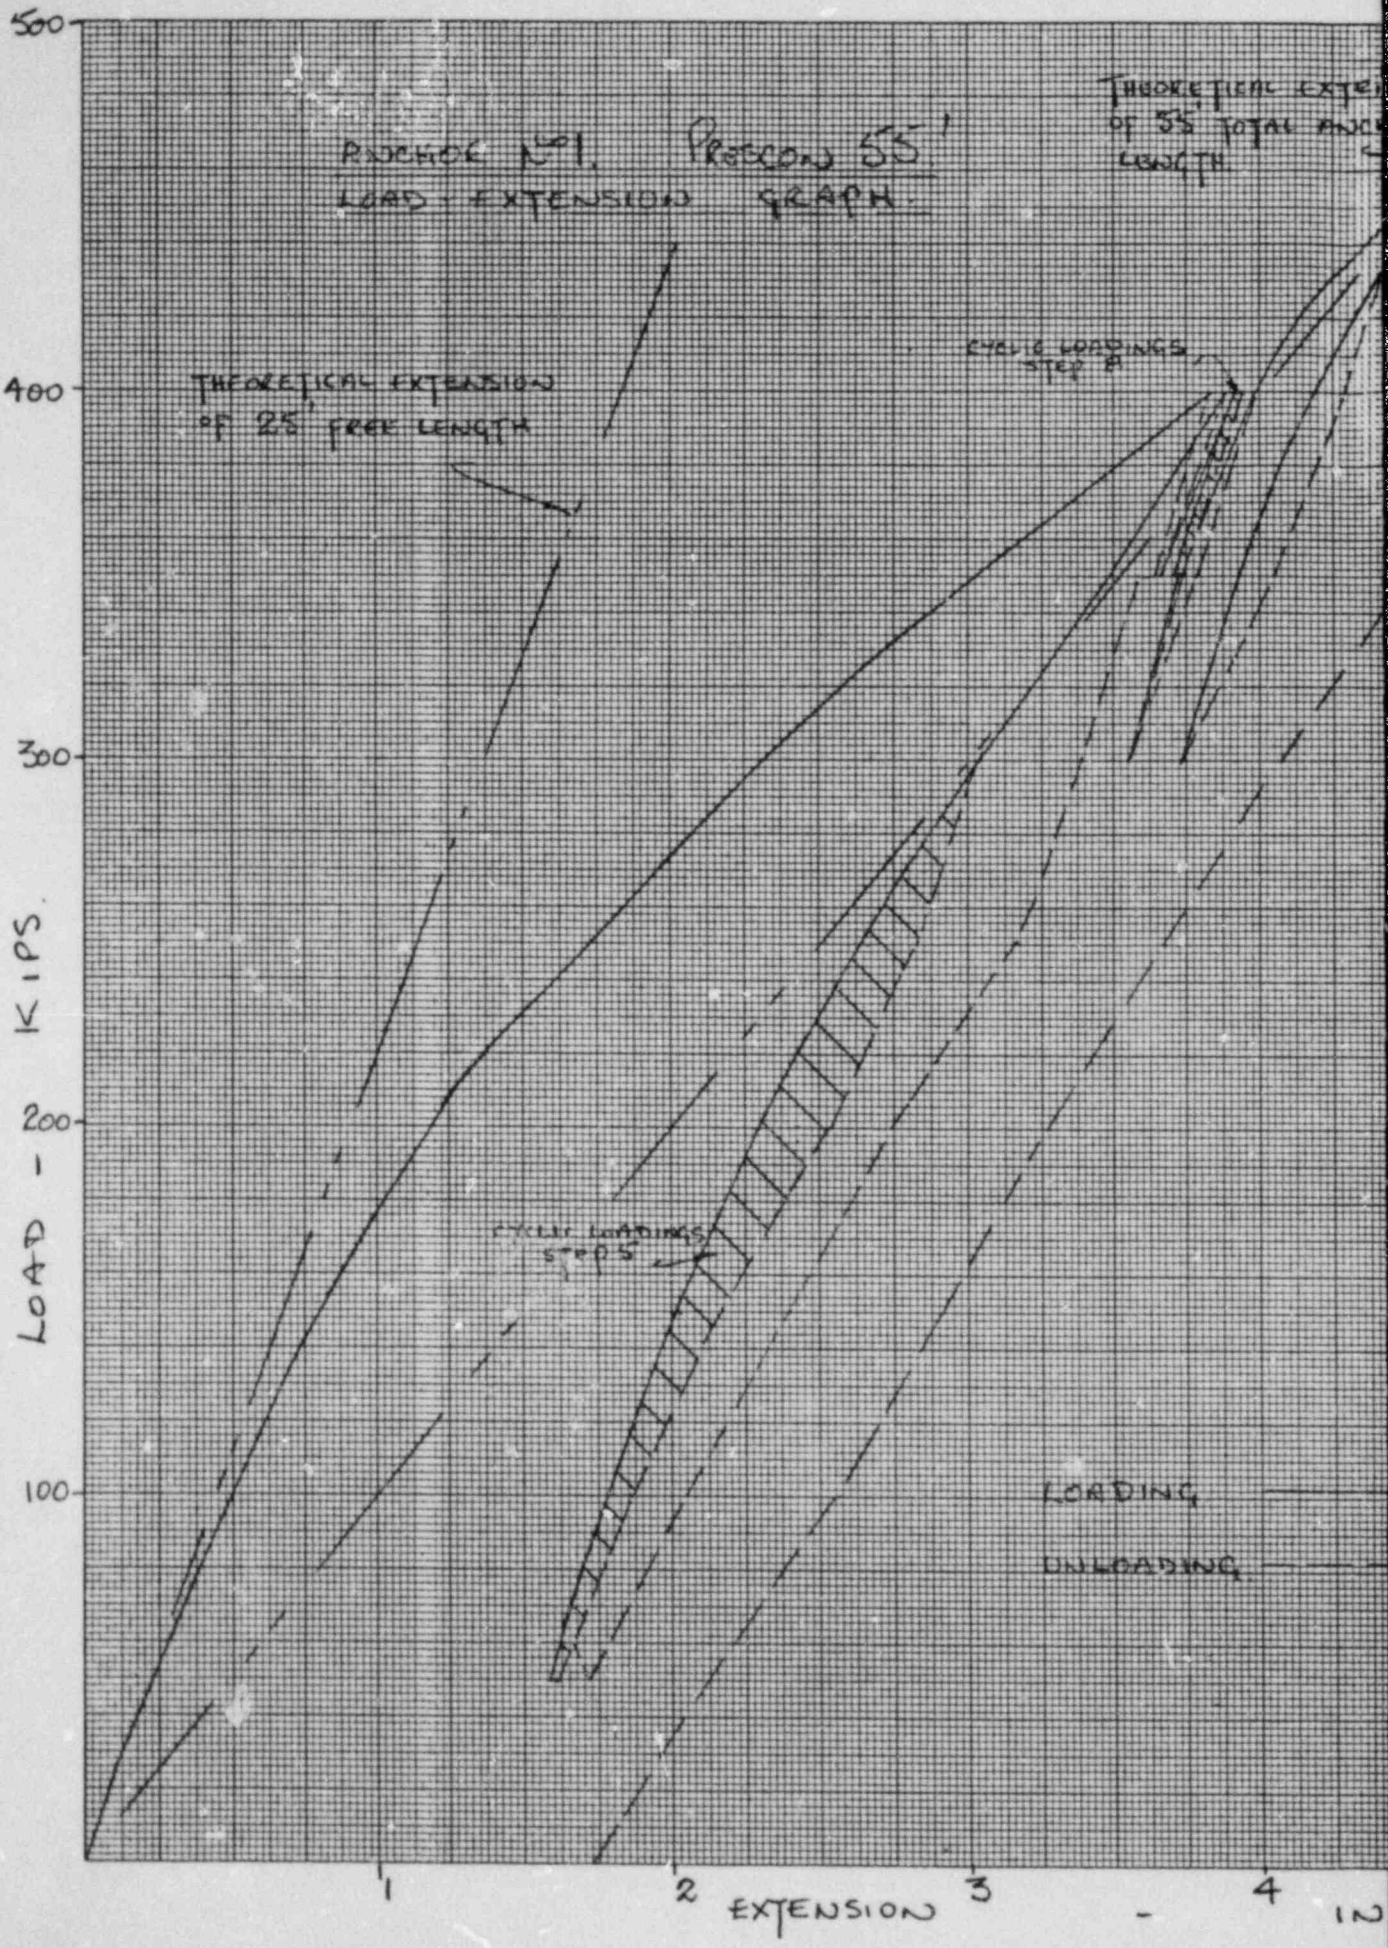 500
THEORETICAL EXTE
OF 55' TOTAL ANC
LENGTH.
ANCHOR Nº1. PRESCON 55'
LOAD - EXTENSION GRAPH.
CYCLIC LOADINGS
STEP 8
400
THEORETICAL EXTENSION
OF 25' FREE LENGTH
300
LOAD - KIPS.
200
CYCLIC LOADINGS
STEP 5
100
LOADING
UNLOADING.
1
2
3
4
EXTENSION - IN